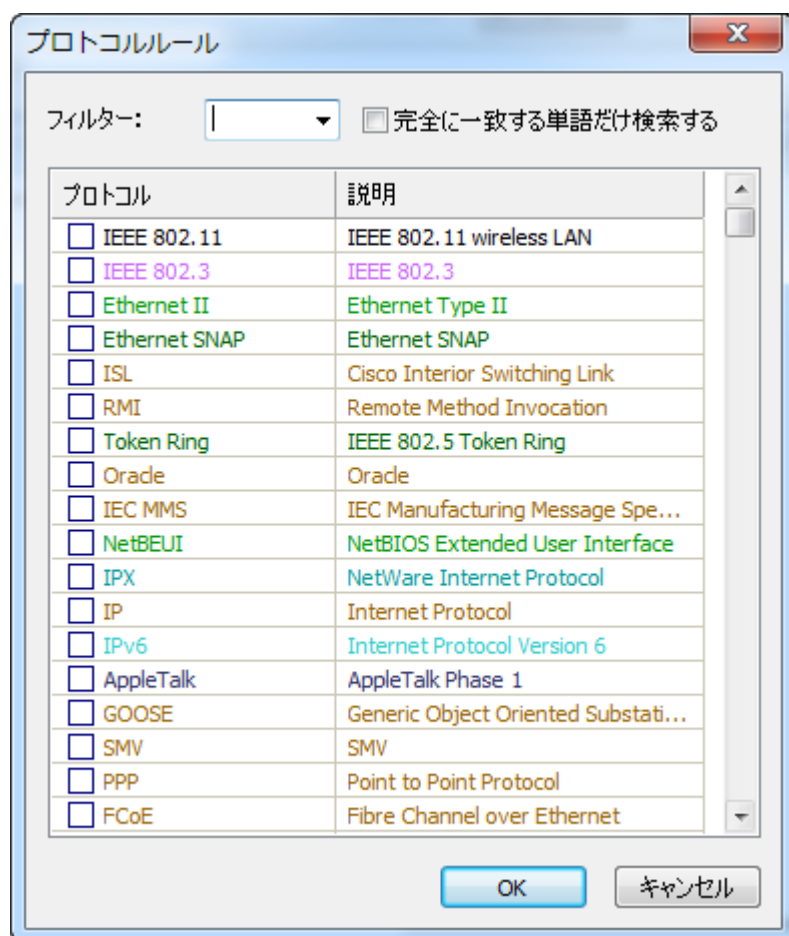 プロトコルルール
フィルター: 完全に一致する単語だけ検索する
プロトコル 説明
IEEE 802.11 IEEE 802.11 wireless LAN
IEEE 802.3 IEEE 802.3
Ethernet II Ethernet Type II
Ethernet SNAP Ethernet SNAP
ISL Cisco Interior Switching Link
RMI Remote Method Invocation
Token Ring IEEE 802.5 Token Ring
Oracle Oracle
IEC MMS IEC Manufacturing Message Spe...
NetBEUI NetBIOS Extended User Interface
IPX NetWare Internet Protocol
IP Internet Protocol
IPv6 Internet Protocol Version 6
AppleTalk AppleTalk Phase 1
GOOSE Generic Object Oriented Substati...
SMV SMV
PPP Point to Point Protocol
FCoE Fibre Channel over Ethernet
OK キャンセル